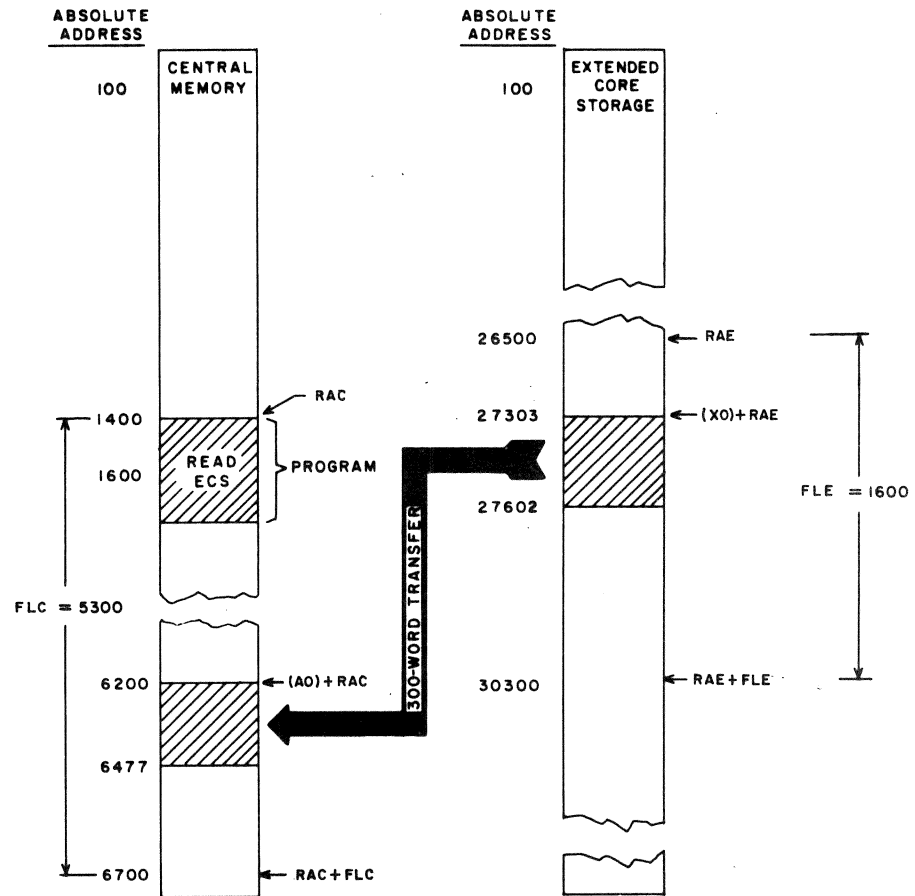 ABSOLUTE
ADDRESS
CENTRAL
MEMORY
100
RAC
1400
1600
READ
ECS
PROGRAM
FLC = 5300
6200
(A0) + RAC
6477
6700
RAC + FLC
300-WORD TRANSFER
ABSOLUTE
ADDRESS
EXTENDED
CORE
STORAGE
100
26500
RAE
27303
(X0) + RAE
27602
FLE = 1600
30300
RAE + FLE